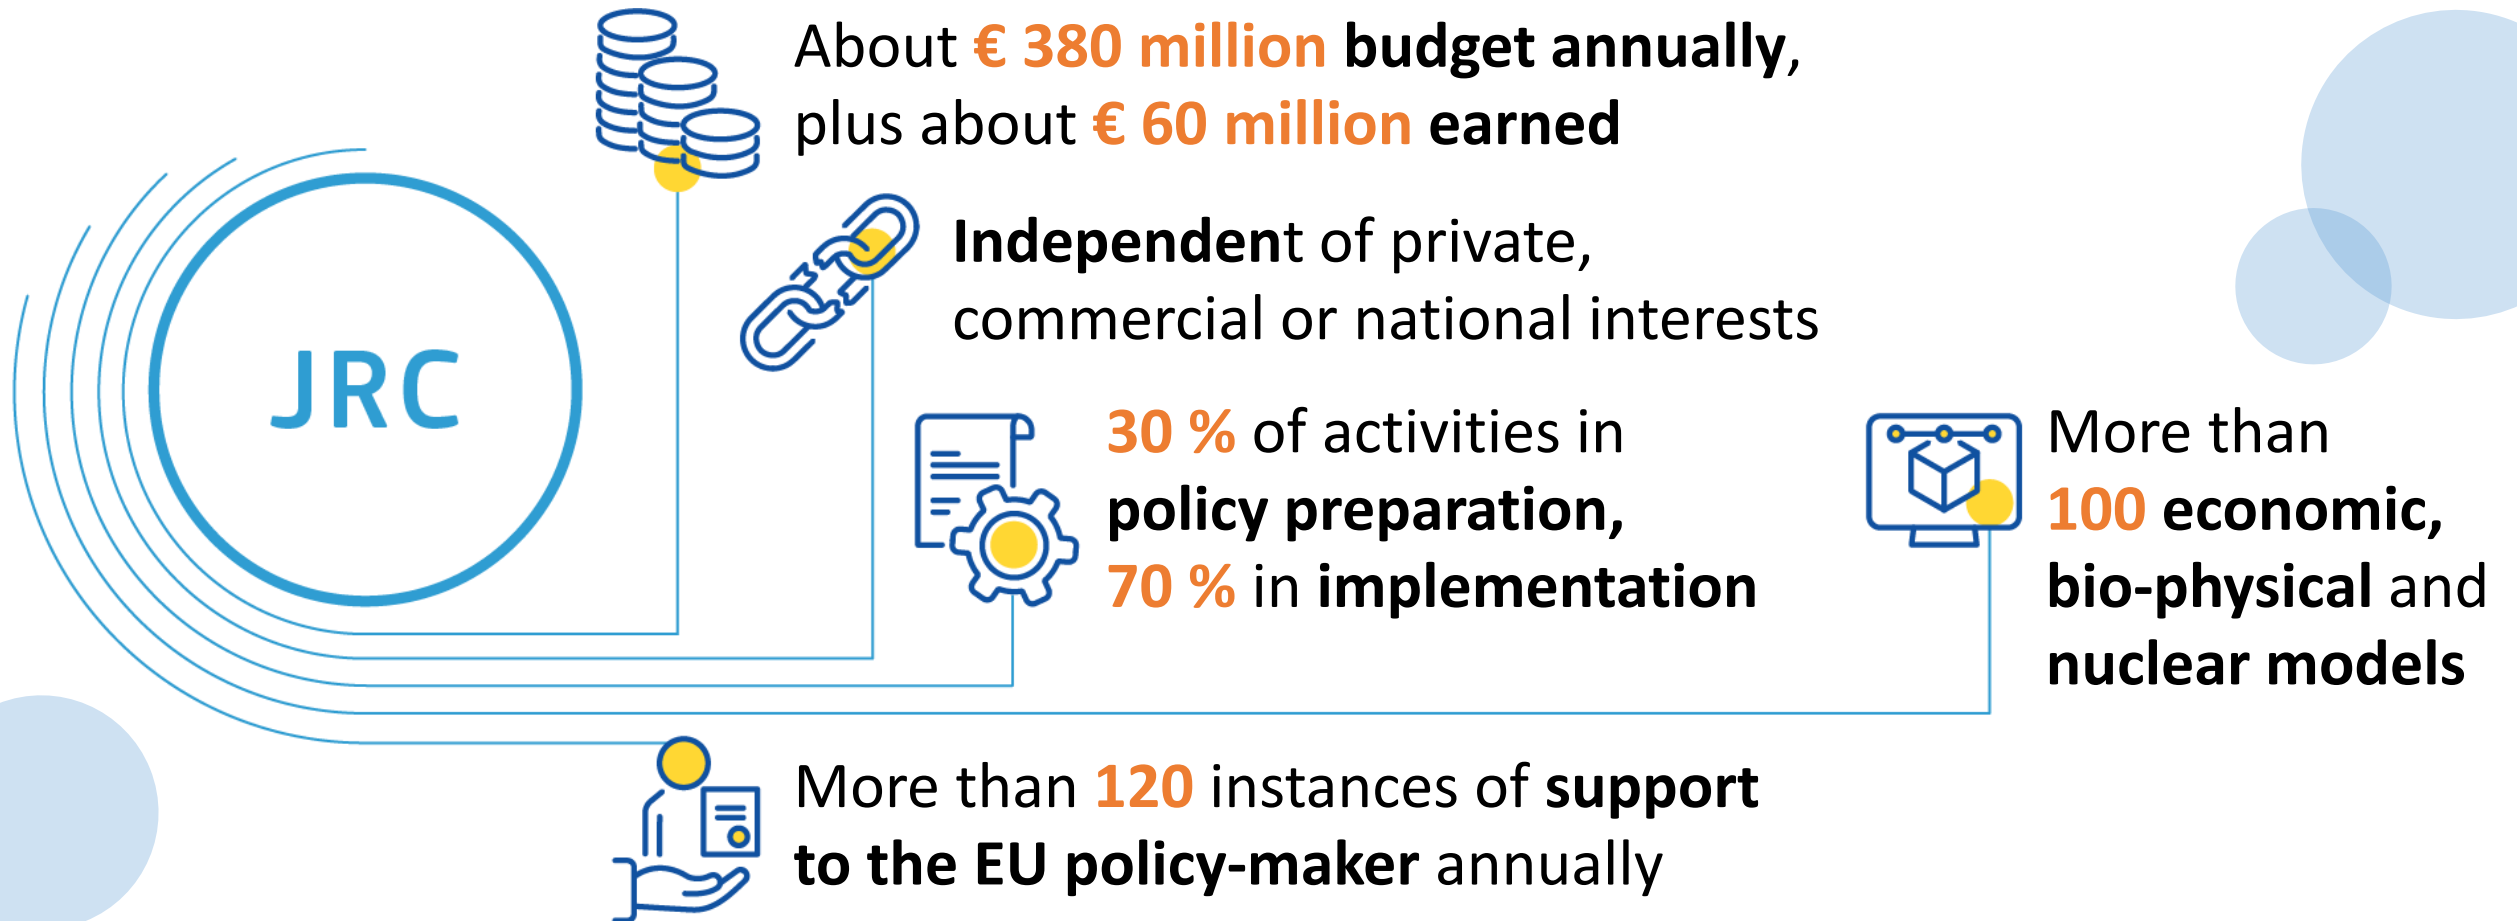 JRC
About € 380 million budget annually,
plus about € 60 million earned
Independent of private,
commercial or national interests
30 % of activities in
policy preparation,
70 % in implementation
More than
100 economic,
bio-physical and
nuclear models
More than 120 instances of support
to the EU policy-maker annually